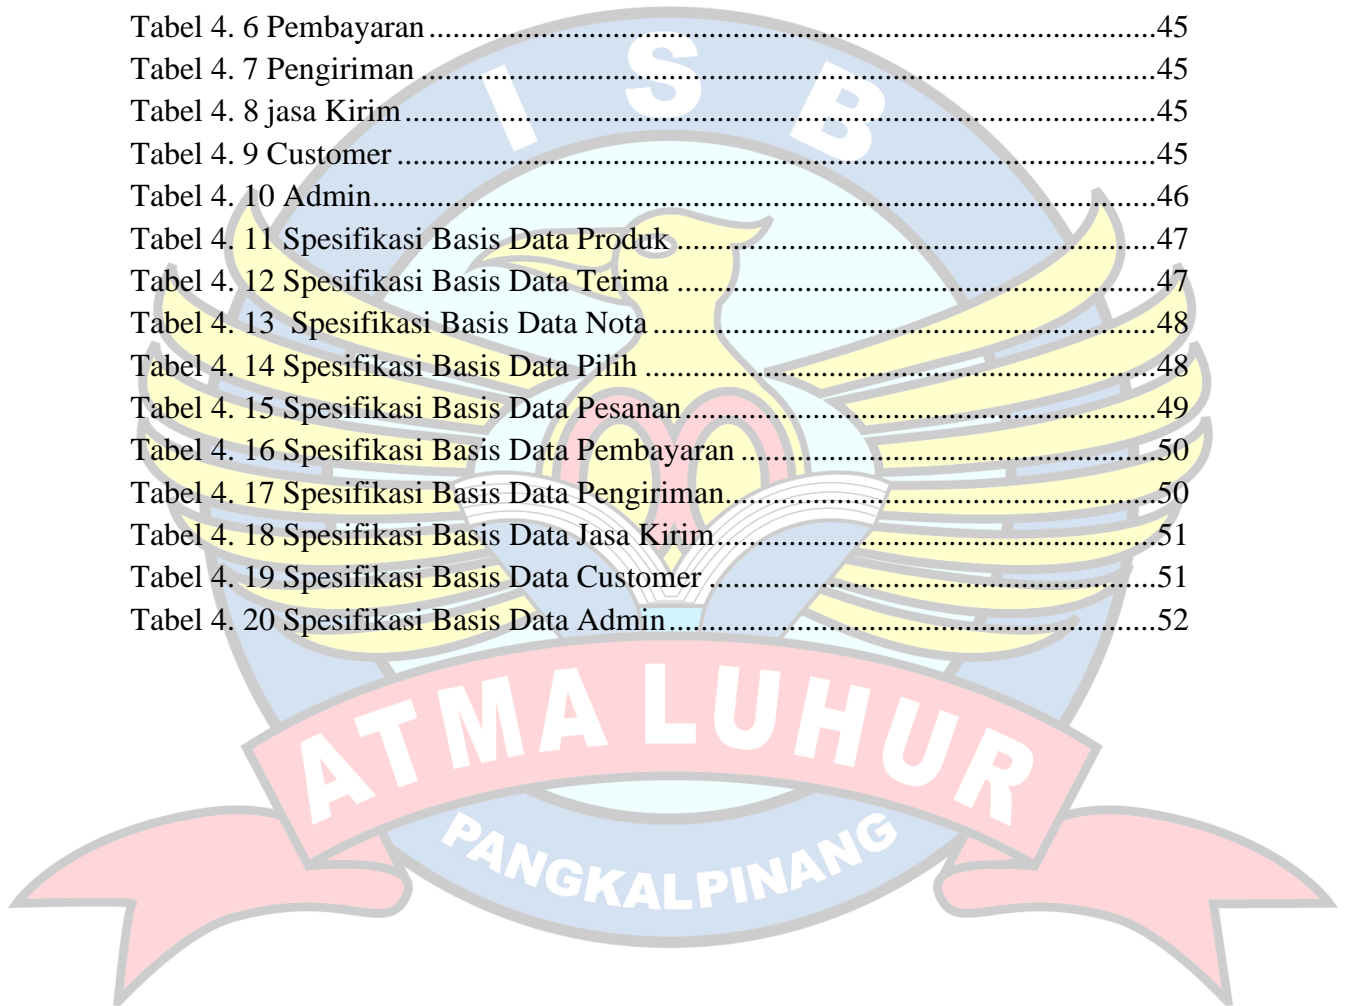 Tabel 4. 6 Pembayaran............................................................................................45
Tabel 4. 7 Pengiriman .............................................................................................45
Tabel 4. 8 jasa Kirim...............................................................................................45
Tabel 4. 9 Customer ................................................................................................45
Tabel 4. 10 Admin...................................................................................................46
Tabel 4. 11 Spesifikasi Basis Data Produk .............................................................47
Tabel 4. 12 Spesifikasi Basis Data Terima .............................................................47
Tabel 4. 13  Spesifikasi Basis Data Nota................................................................48
Tabel 4. 14 Spesifikasi Basis Data Pilih .................................................................48
Tabel 4. 15 Spesifikasi Basis Data Pesanan............................................................49
Tabel 4. 16 Spesifikasi Basis Data Pembayaran .....................................................50
Tabel 4. 17 Spesifikasi Basis Data Pengiriman.......................................................50
Tabel 4. 18 Spesifikasi Basis Data Jasa Kirim........................................................51
Tabel 4. 19 Spesifikasi Basis Data Customer .........................................................51
Tabel 4. 20 Spesifikasi Basis Data Admin..............................................................52
I S B
ATMA LUHUR
PANGKALPINANG